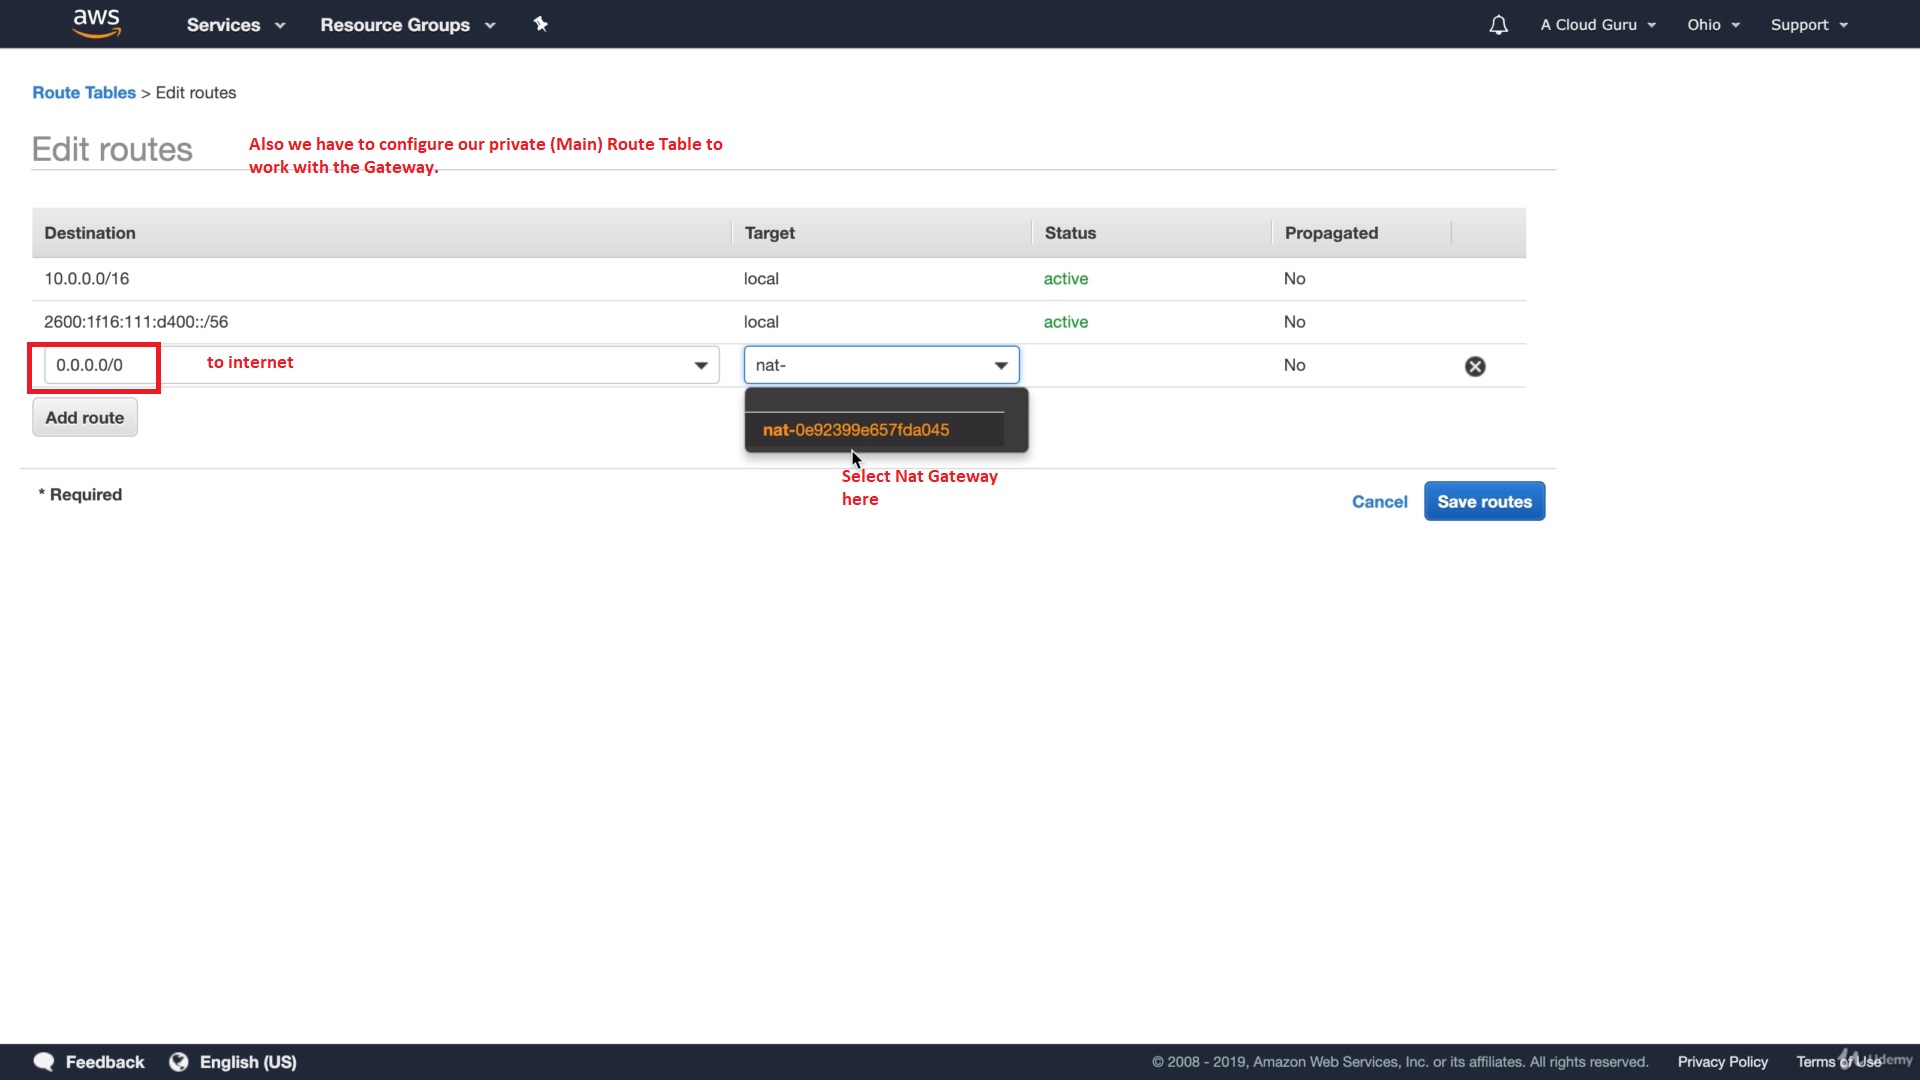 aws Services Resource Groups A Cloud Guru Ohio Support
Route Tables > Edit routes
Edit routes
Also we have to configure our private (Main) Route Table to
work with the Gateway.
Destination Target Status Propagated
10.0.0.0/16 local active No
2600:1f16:111:d400::/56 local active No
0.0.0.0/0 to internet nat- No
Add route
nat-0e92399e657fda045
Select Nat Gateway
here
* Required
Cancel Save routes
Feedback English (US) © 2008 - 2019, Amazon Web Services, Inc. or its affiliates. All rights reserved. Privacy Policy Terms of Use
Udemy